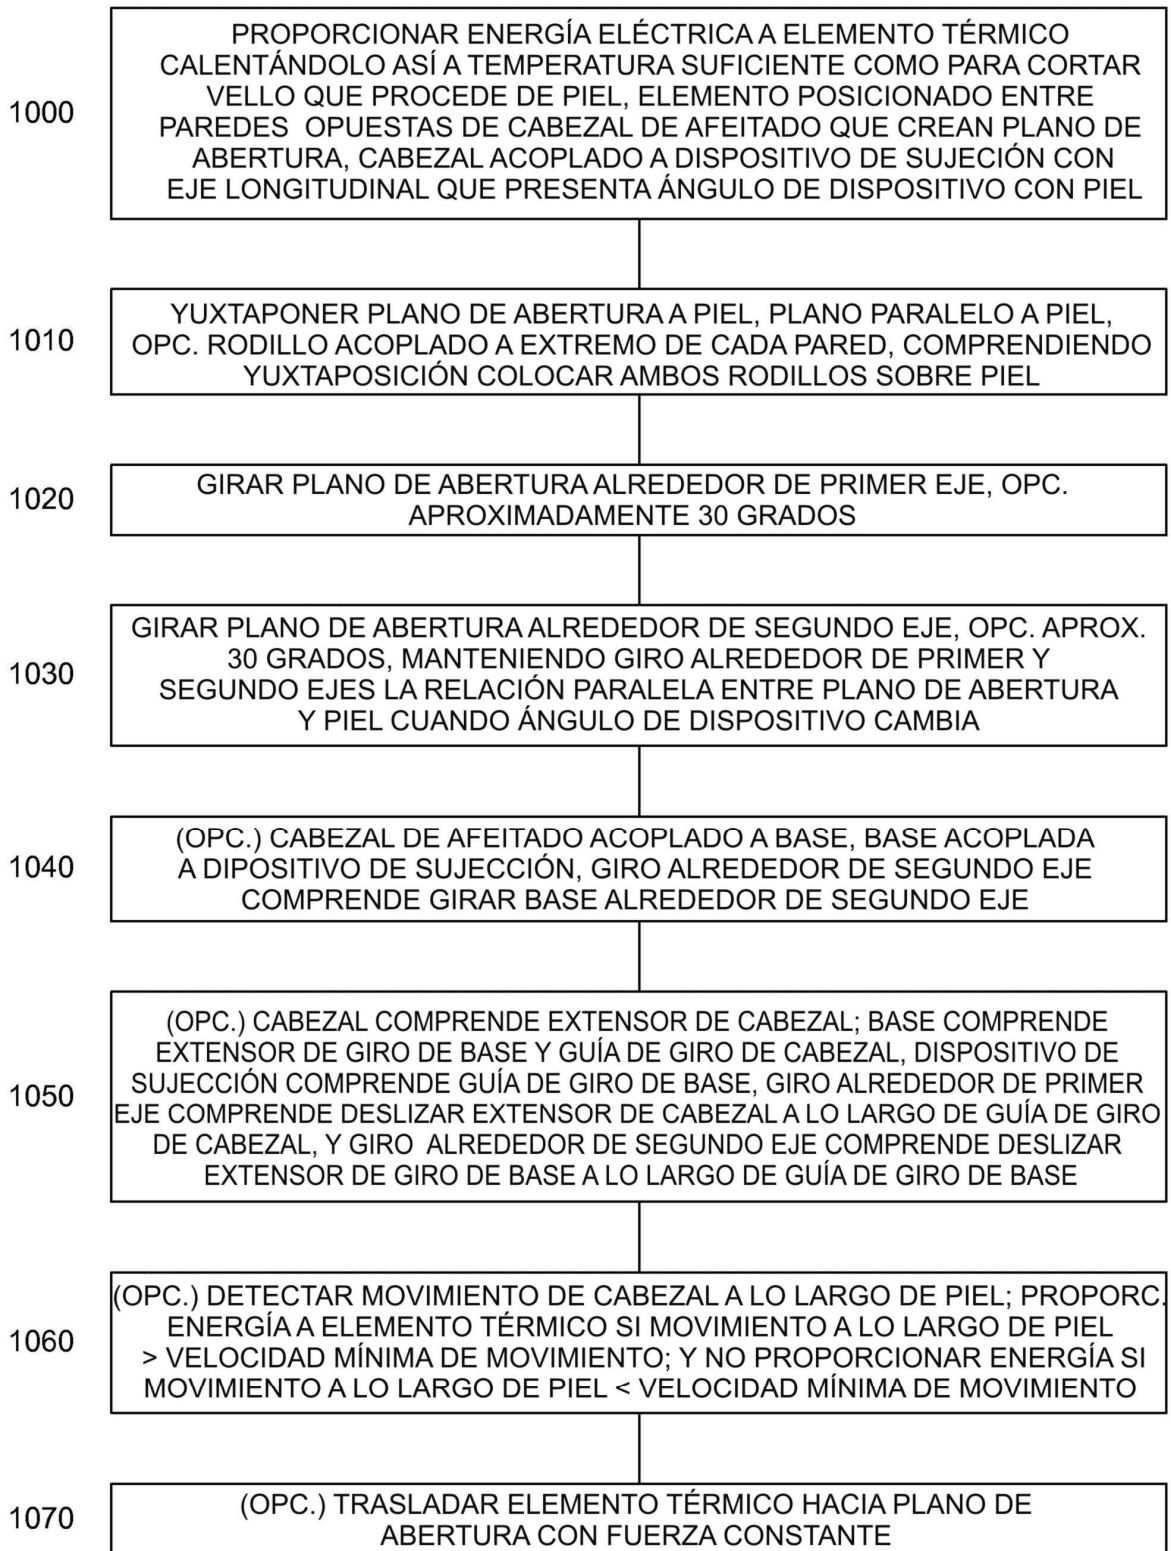 1000
PROPORCIONAR ENERGÍA ELÉCTRICA A ELEMENTO TÉRMICO
CALENTÁNDOLO ASÍ A TEMPERATURA SUFICIENTE COMO PARA CORTAR
VELLO QUE PROCEDE DE PIEL, ELEMENTO POSICIONADO ENTRE
PAREDES OPUESTAS DE CABEZAL DE AFEITADO QUE CREAN PLANO DE
ABERTURA, CABEZAL ACOPLADO A DISPOSITIVO DE SUJECIÓN CON
EJE LONGITUDINAL QUE PRESENTA ÁNGULO DE DISPOSITIVO CON PIEL
1010
YUXTAPONER PLANO DE ABERTURA A PIEL, PLANO PARALELO A PIEL,
OPC. RODILLO ACOPLADO A EXTREMO DE CADA PARED, COMPRENDIENDO
YUXTAPOSICIÓN COLOCAR AMBOS RODILLOS SOBRE PIEL
1020
GIRAR PLANO DE ABERTURA ALREDEDOR DE PRIMER EJE, OPC.
APROXIMADAMENTE 30 GRADOS
1030
GIRAR PLANO DE ABERTURA ALREDEDOR DE SEGUNDO EJE, OPC. APROX.
30 GRADOS, MANTENIENDO GIRO ALREDEDOR DE PRIMER Y
SEGUNDO EJES LA RELACIÓN PARALELA ENTRE PLANO DE ABERTURA
Y PIEL CUANDO ÁNGULO DE DISPOSITIVO CAMBIA
1040
(OPC.) CABEZAL DE AFEITADO ACOPLADO A BASE, BASE ACOPLADA
A DIPOSITIVO DE SUJECCIÓN, GIRO ALREDEDOR DE SEGUNDO EJE
COMPRENDE GIRAR BASE ALREDEDOR DE SEGUNDO EJE
1050
(OPC.) CABEZAL COMPRENDE EXTENSOR DE CABEZAL; BASE COMPRENDE
EXTENSOR DE GIRO DE BASE Y GUÍA DE GIRO DE CABEZAL, DISPOSITIVO DE
SUJECCIÓN COMPRENDE GUÍA DE GIRO DE BASE, GIRO ALREDEDOR DE PRIMER
EJE COMPRENDE DESLIZAR EXTENSOR DE CABEZAL A LO LARGO DE GUÍA DE GIRO
DE CABEZAL, Y GIRO ALREDEDOR DE SEGUNDO EJE COMPRENDE DESLIZAR
EXTENSOR DE GIRO DE BASE A LO LARGO DE GUÍA DE GIRO DE BASE
1060
(OPC.) DETECTAR MOVIMIENTO DE CABEZAL A LO LARGO DE PIEL; PROPORC.
ENERGÍA A ELEMENTO TÉRMICO SI MOVIMIENTO A LO LARGO DE PIEL
> VELOCIDAD MÍNIMA DE MOVIMIENTO; Y NO PROPORCIONAR ENERGÍA SI
MOVIMIENTO A LO LARGO DE PIEL < VELOCIDAD MÍNIMA DE MOVIMIENTO
1070
(OPC.) TRASLADAR ELEMENTO TÉRMICO HACIA PLANO DE
ABERTURA CON FUERZA CONSTANTE